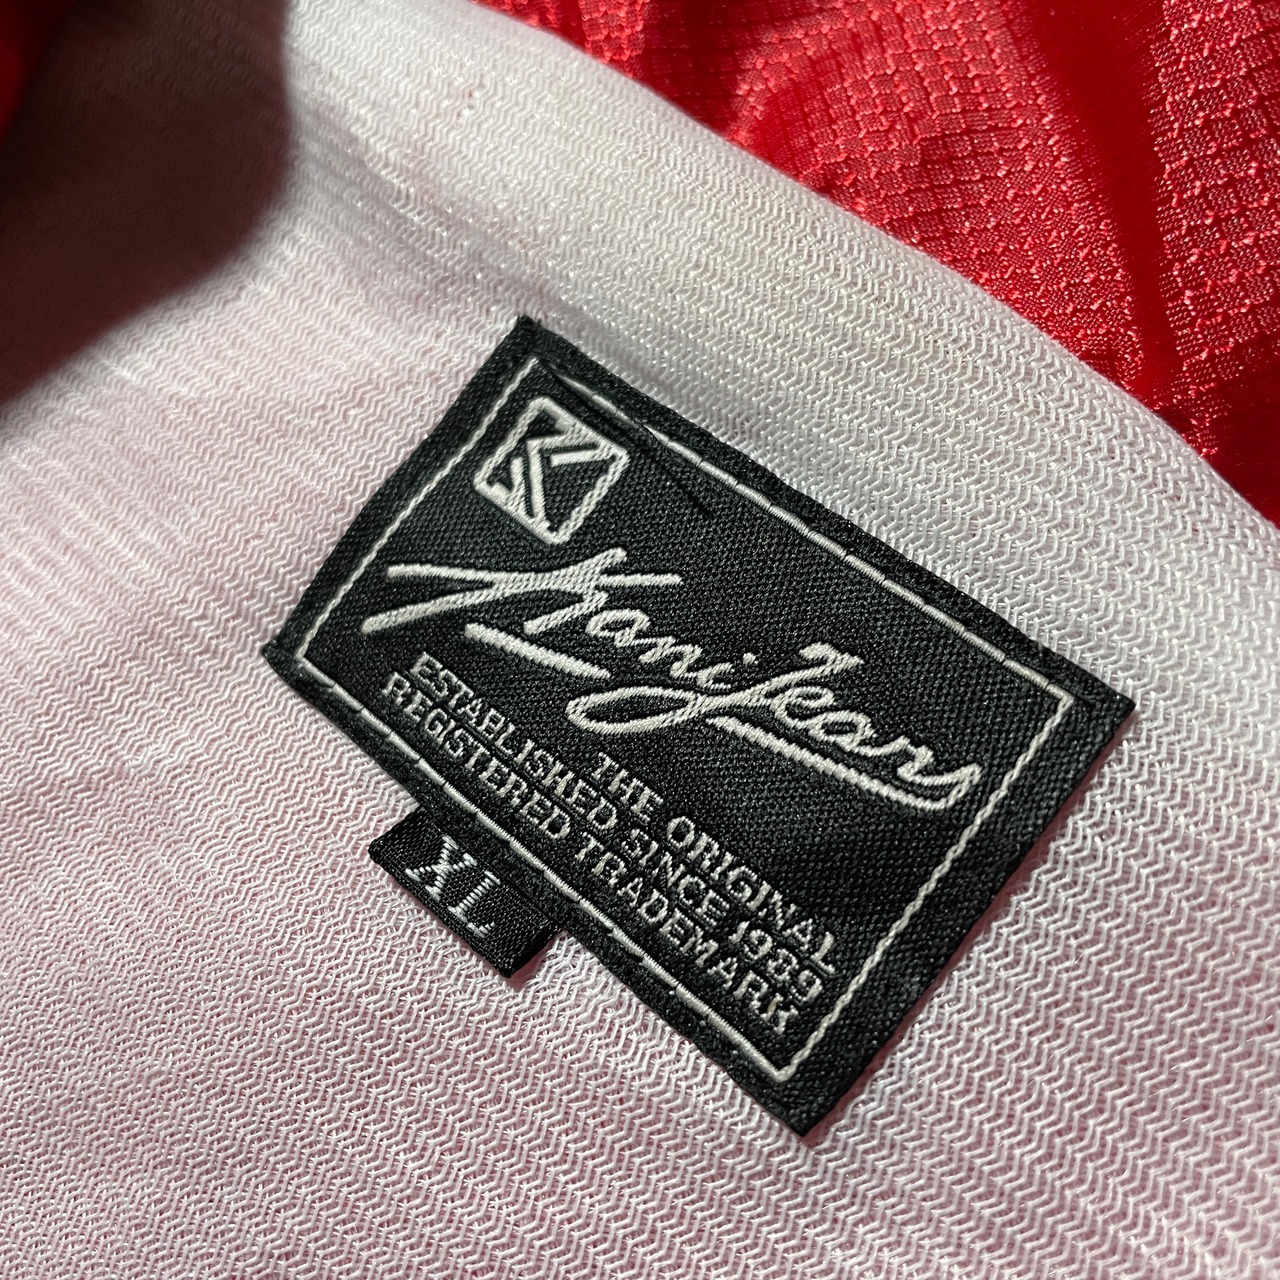 Kani Jeans
THE ORIGINAL
ESTABLISHED SINCE 1989
REGISTERED TRADEMARK
XL